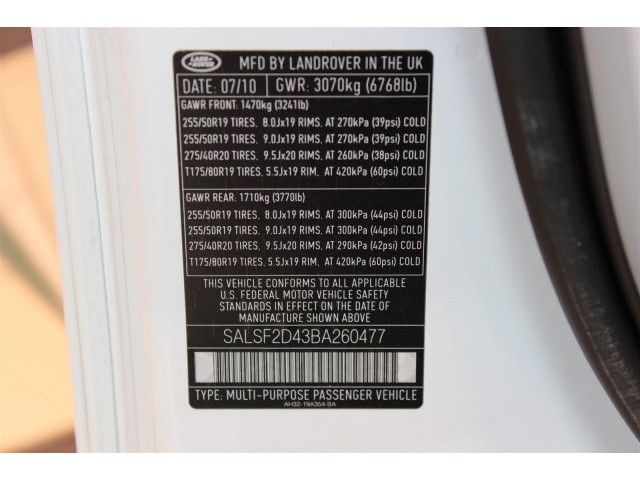 LAND ROVER
MFD BY LANDROVER IN THE UK
DATE: 07/10 GWR: 3070kg (6768lb)
GAWR FRONT: 1470kg (3241lb)
255/50R19 TIRES, 8.0Jx19 RIMS, AT 270kPa (39psi) COLD
255/50R19 TIRES, 9.0Jx19 RIMS, AT 270kPa (39psi) COLD
275/40R20 TIRES, 9.5Jx20 RIMS, AT 260kPa (38psi) COLD
T175/80R19 TIRES, 5.5Jx19 RIM, AT 420kPa (60psi) COLD
GAWR REAR: 1710kg (3770lb)
255/50R19 TIRES, 8.0Jx19 RIMS, AT 300kPa (44psi) COLD
255/50R19 TIRES, 9.0Jx19 RIMS, AT 300kPa (44psi) COLD
275/40R20 TIRES, 9.5Jx20 RIMS, AT 290kPa (42psi) COLD
T175/80R19 TIRES, 5.5Jx19 RIM, AT 420kPa (60psi) COLD
THIS VEHICLE CONFORMS TO ALL APPLICABLE
U.S. FEDERAL MOTOR VEHICLE SAFETY
STANDARDS IN EFFECT ON THE DATE OF
MANUFACTURE SHOWN ABOVE
SALSF2D43BA260477
TYPE: MULTI-PURPOSE PASSENGER VEHICLE
AH32-19A354-BA